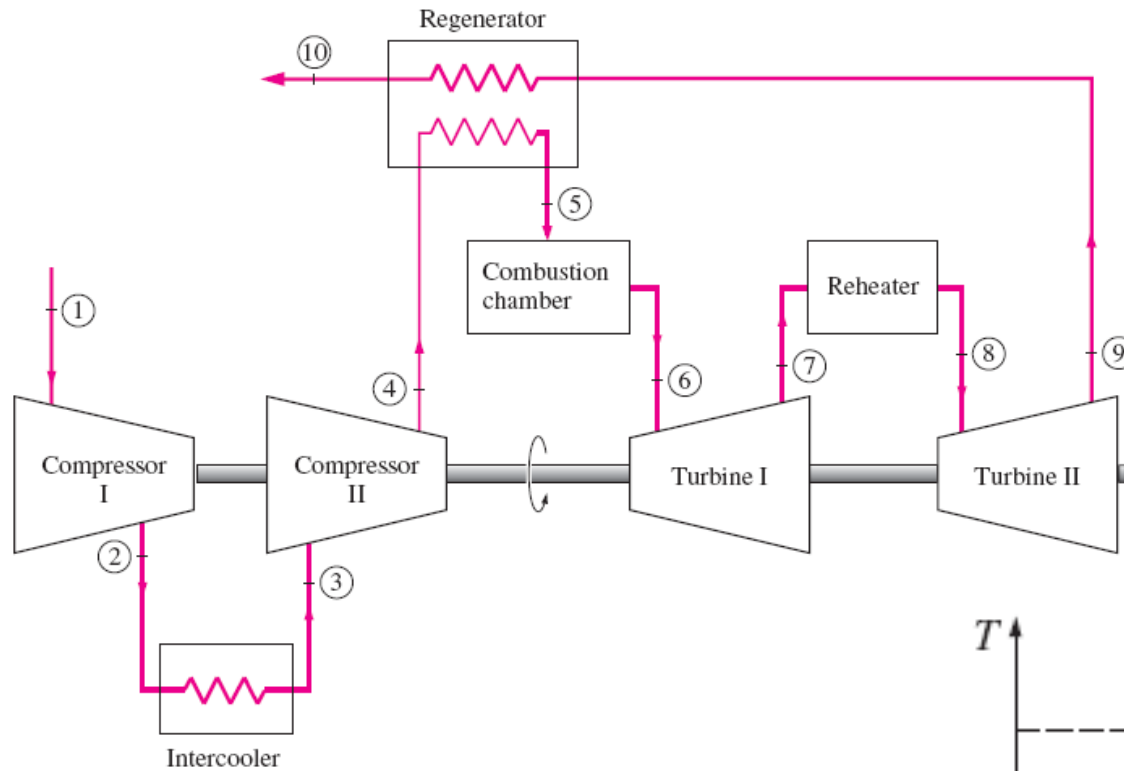 Regenerator
10
5
Combustion
chamber
Reheater
1
4
6
7
8
9
Compressor
I
Compressor
II
Turbine I
Turbine II
2
3
T
Intercooler